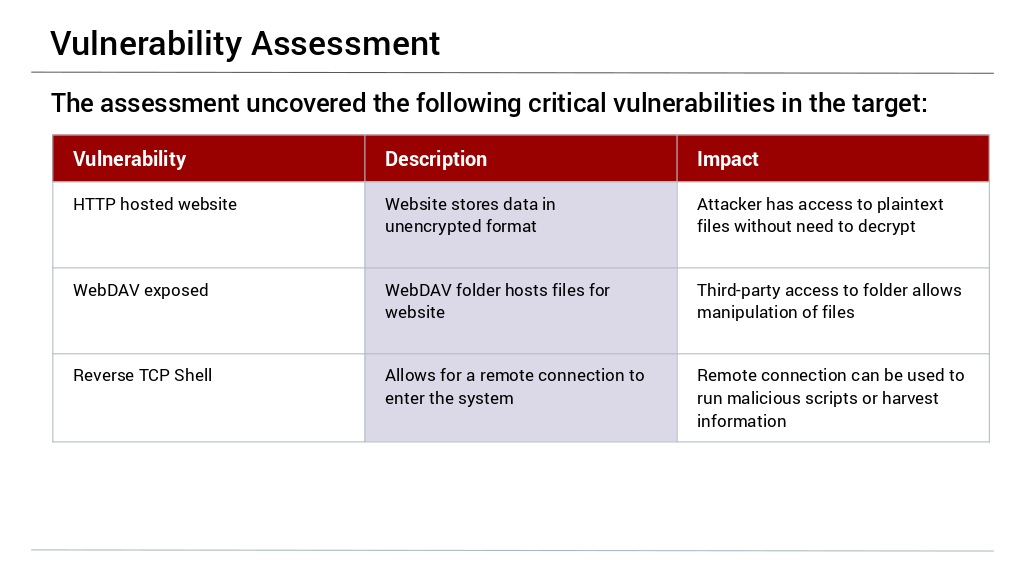 Vulnerability Assessment
The assessment uncovered the following critical vulnerabilities in the target:
Vulnerability
Description
Impact
HTTP hosted website
Website stores data in
unencrypted format
Attacker has access to plaintext
files without need to decrypt
WebDAV exposed
WebDAV folder hosts files for
website
Third-party access to folder allows
manipulation of files
Reverse TCP Shell
Allows for a remote connection to
enter the system
Remote connection can be used to
run malicious scripts or harvest
information